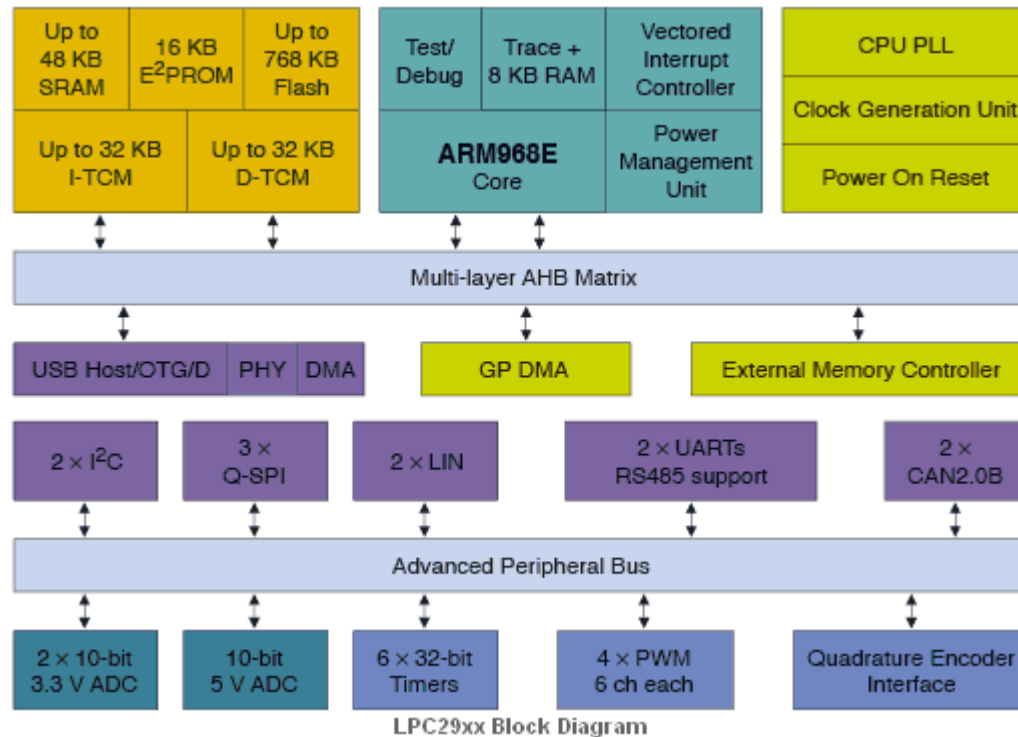 Up to
48 KB
SRAM
16 KB
E²PROM
Up to
768 KB
Flash
Up to 32 KB
I-TCM
Up to 32 KB
D-TCM
Test/
Debug
Trace +
8 KB RAM
Vectored
Interrupt
Controller
ARM968E
Core
Power
Management
Unit
CPU PLL
Clock Generation Unit
Power On Reset
Multi-layer AHB Matrix
USB Host/OTG/D
PHY
DMA
GP DMA
External Memory Controller
2 × I²C
3 ×
Q-SPI
2 × LIN
2 × UARTs
RS485 support
2 ×
CAN2.0B
Advanced Peripheral Bus
2 × 10-bit
3.3 V ADC
10-bit
5 V ADC
6 × 32-bit
Timers
4 × PWM
6 ch each
Quadrature Encoder
Interface
LPC29xx Block Diagram